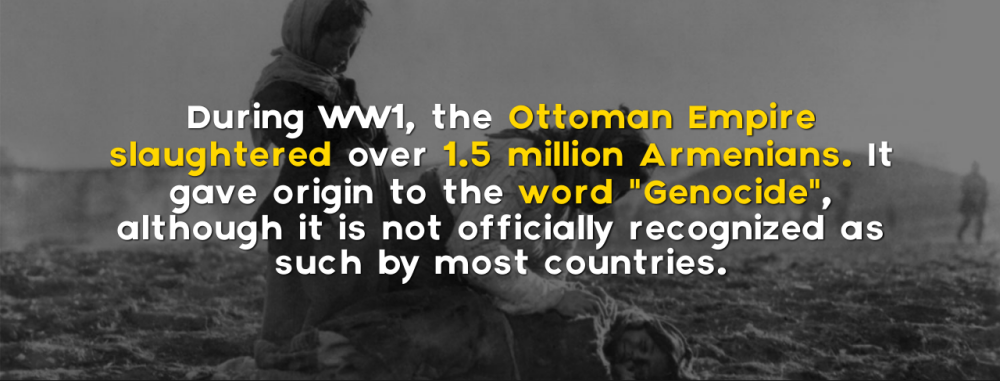 During WW1, the Ottoman Empire
slaughtered over 1.5 million Armenians. It
gave origin to the word "Genocide",
although it is not officially recognized as
such by most countries.